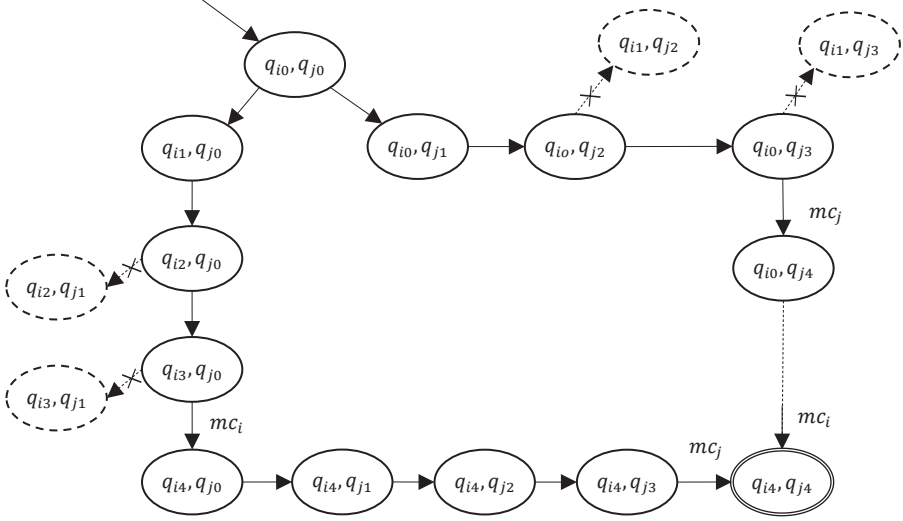 q_{i1}, q_{j2}
q_{i1}, q_{j3}
q_{i0}, q_{j0}
q_{i1}, q_{j0}
q_{i0}, q_{j1}
q_{io}, q_{j2}
q_{i0}, q_{j3}
mc_j
q_{i2}, q_{j0}
q_{i0}, q_{j4}
q_{i2}, q_{j1}
q_{i3}, q_{j0}
q_{i3}, q_{j1}
mc_i
mc_i
mc_j
q_{i4}, q_{j0}
q_{i4}, q_{j1}
q_{i4}, q_{j2}
q_{i4}, q_{j3}
q_{i4}, q_{j4}